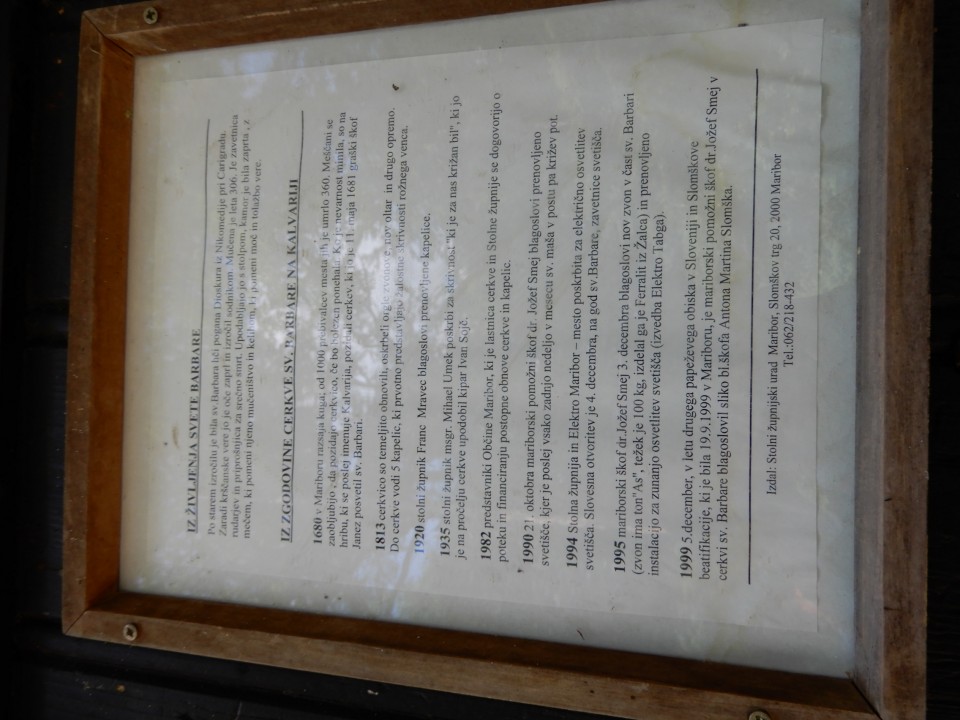 IZ ŽIVLJENJA SVETE BARBARE
Po starem izročilu je bila sv. Barbara hči pogana Dioskura iz Nikomedije pri Carigradu.
Zaradi krščanske vere jo je oče zaprl in izročil sodnikom. Mučena je leta 306. Je zavetnica
rudarjev in priprošnjica za srečno smrt. Upodabljajo jo s stolpom, kamor je bila zaprta , z
mečem, ki pomeni njeno mučeništvo in kelihom, ki pomeni moč in tolažbo vere.
IZ ZGODOVINE CERKVE SV. BARBARE NA KALVARIJI
1680 v Mariboru razsaja kuga, od 1000 prebivalcev mesta jih je umrlo 360. Meščani se
zaobljubijo , da pozidajo cerkvico, če bo bolezen ponehala. Ko je nevarnost minila, so na
hribu, ki se poslej imenuje Kalvarija, pozidali cerkev, ki jo je 11. maja 1681 graški škof
Janez posvetil sv. Barbari.
1813 cerkvico so temeljito obnovili, oskrbeli orgle, zvonove, nov oltar in drugo opremo.
Do cerkve vodi 5 kapelic, ki prvotno predstavljajo žalostne skrivnosti rožnega venca.
1920 stolni župnik Franc Mravec blagoslovi prenovljene kapelice.
1935 stolni župnik msgr. Mihael Umek poskrbi za skrivnost "ki je za nas križan bil", ki jo
je na pročelju cerkve upodobil kipar Ivan Sojč.
1982 predstavniki Občine Maribor, ki je lastnica cerkve in Stolne župnije se dogovorijo o
poteku in financiranju postopne obnove cerkve in kapelic.
1990 21. oktobra mariborski pomožni škof dr. Jožef Smej blagoslovi prenovljeno
svetišče, kjer je poslej vsako zadnjo nedeljo v mesecu sv. maša v postu pa križev pot.
1994 Stolna župnija in Elektro Maribor – mesto poskrbita za električno osvetlitev
svetišča. Slovesna otvoritev je 4. decembra, na god sv.Barbare, zavetnice svetišča.
1995 mariborski škof dr.Jožef Smej 3. decembra blagoslovi nov zvon v čast sv. Barbari
(zvon ima ton"As", težek je 100 kg, izdelal ga je Ferralit iz Žalca) in prenovljeno
instalacijo za zunanjo osvetlitev svetišča (izvedba Elektro Tabga).
1999 5.december, v letu drugega papeževega obiska v Sloveniji in Slomškove
beatifikacije, ki je bila 19.9.1999 v Mariboru, je mariborski pomožni škof dr.Jožef Smej v
cerkvi sv. Barbare blagoslovil sliko bl.škofa Antona Martina Slomška.
Izdal: Stolni župnijski urad Maribor, Slomškov trg 20, 2000 Maribor
Tel.:062/218-432